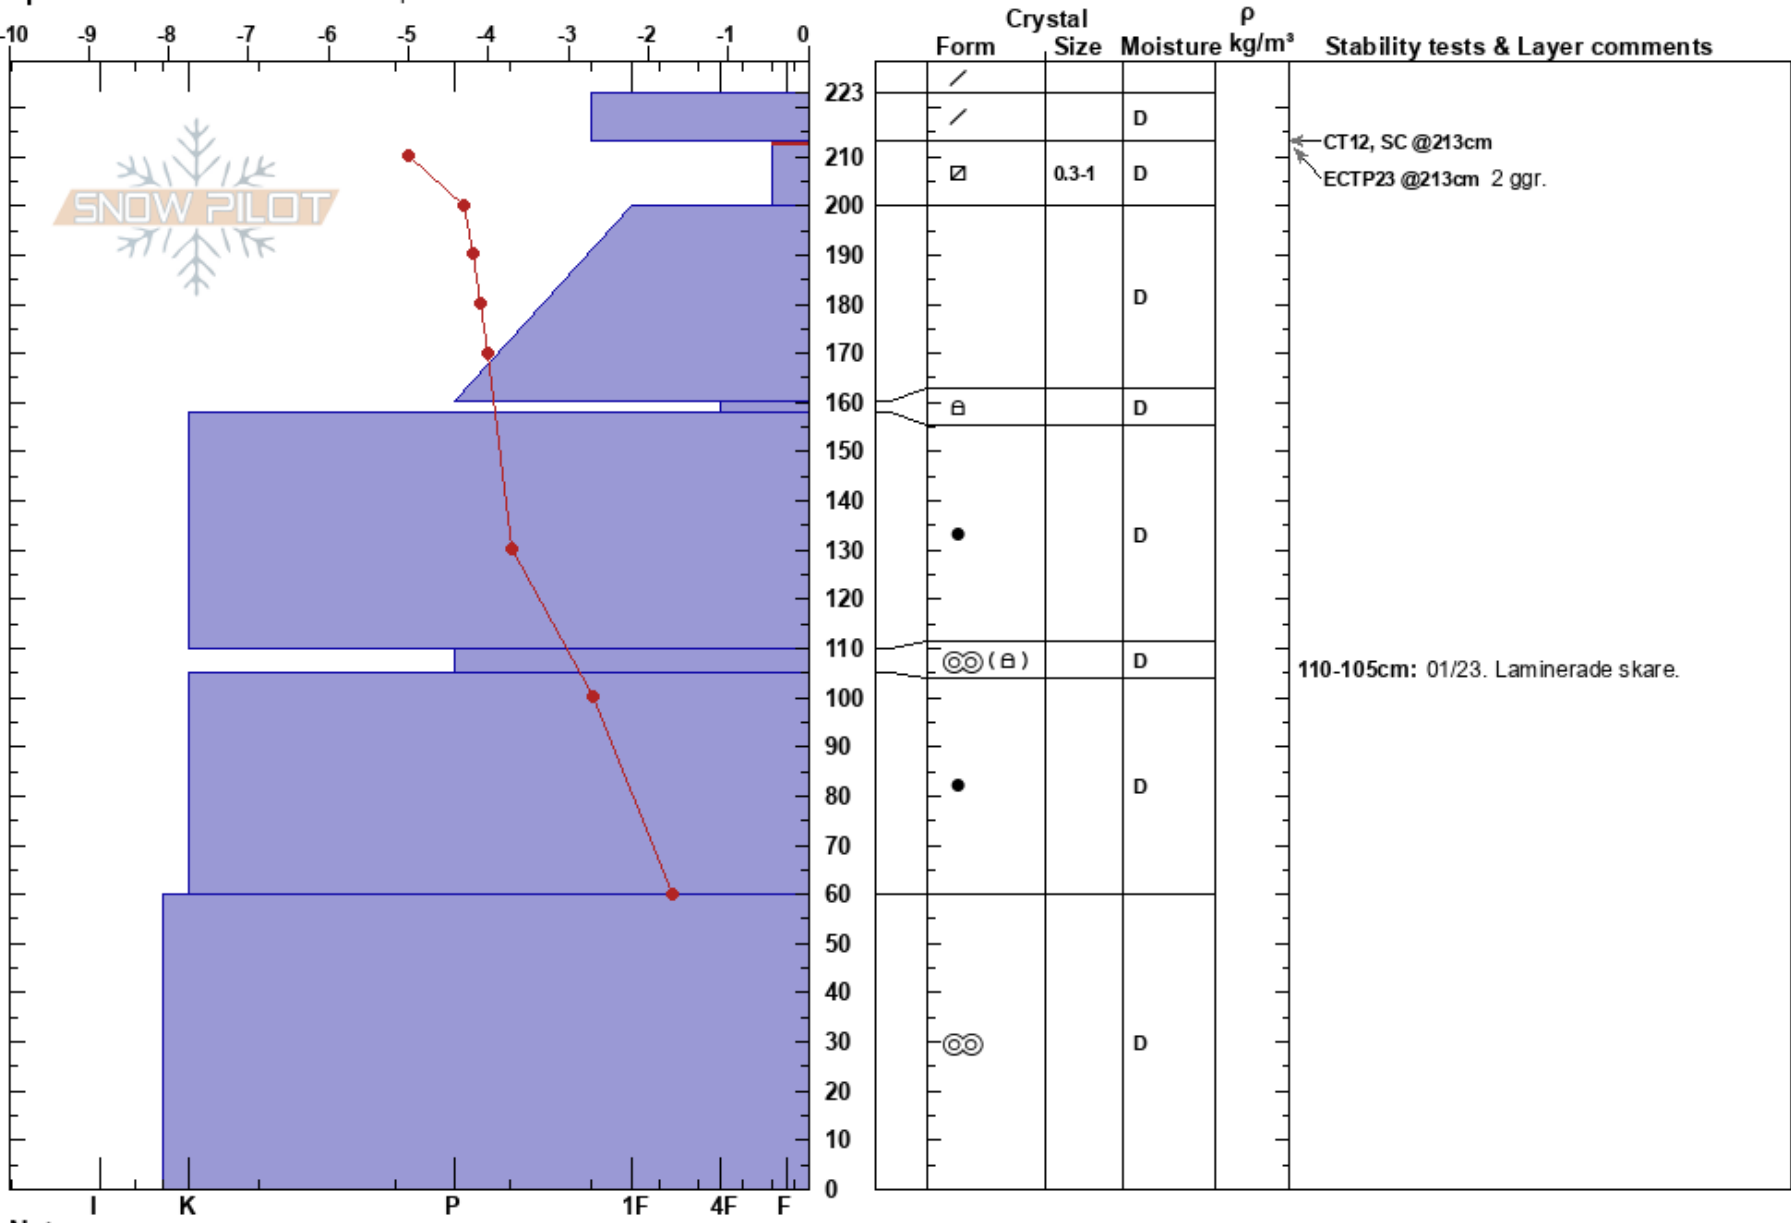 Crystal ρ
-10 -9 -8 -7 -6 -5 -4 -3 -2 -1 0 Form Size Moisture kg/m³ Stability tests & Layer comments
223
D
CT12, SC @213cm
210
0.3-1 D
ECTP23 @213cm 2 ggr.
SNOW PILOT
200
190
180 D
170
160 D
150
140
130 D
120
110
D
110-105cm: 01/23. Laminerade skare.
100
90
80 D
70
60
50
40
30 D
20
10
0
I K P 1F 4F F